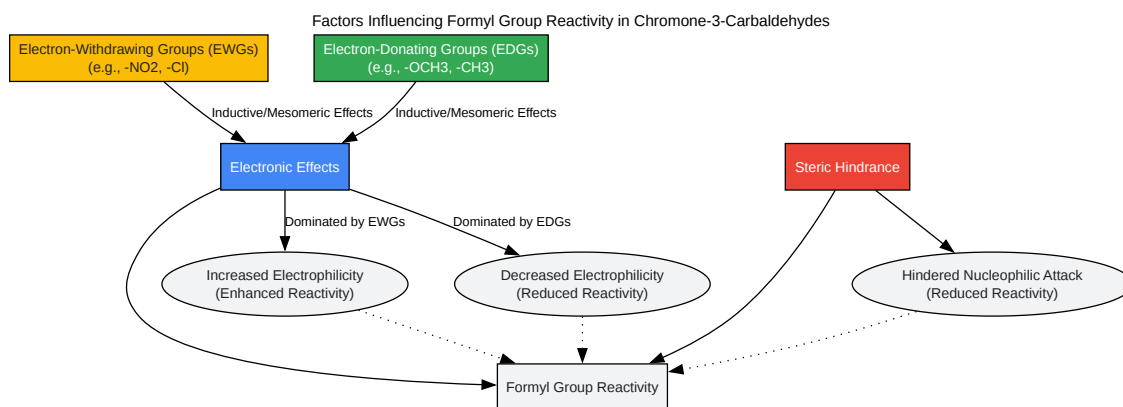 Factors Influencing Formyl Group Reactivity in Chromone-3-Carbaldehydes
Electron-Withdrawing Groups (EWGs)
(e.g., -NO2, -Cl)
Electron-Donating Groups (EDGs)
(e.g., -OCH3, -CH3)
Inductive/Mesomeric Effects
Inductive/Mesomeric Effects
Electronic Effects
Steric Hindrance
Dominated by EWGs
Dominated by EDGs
Increased Electrophilicity
(Enhanced Reactivity)
Decreased Electrophilicity
(Reduced Reactivity)
Hindered Nucleophilic Attack
(Reduced Reactivity)
Formyl Group Reactivity